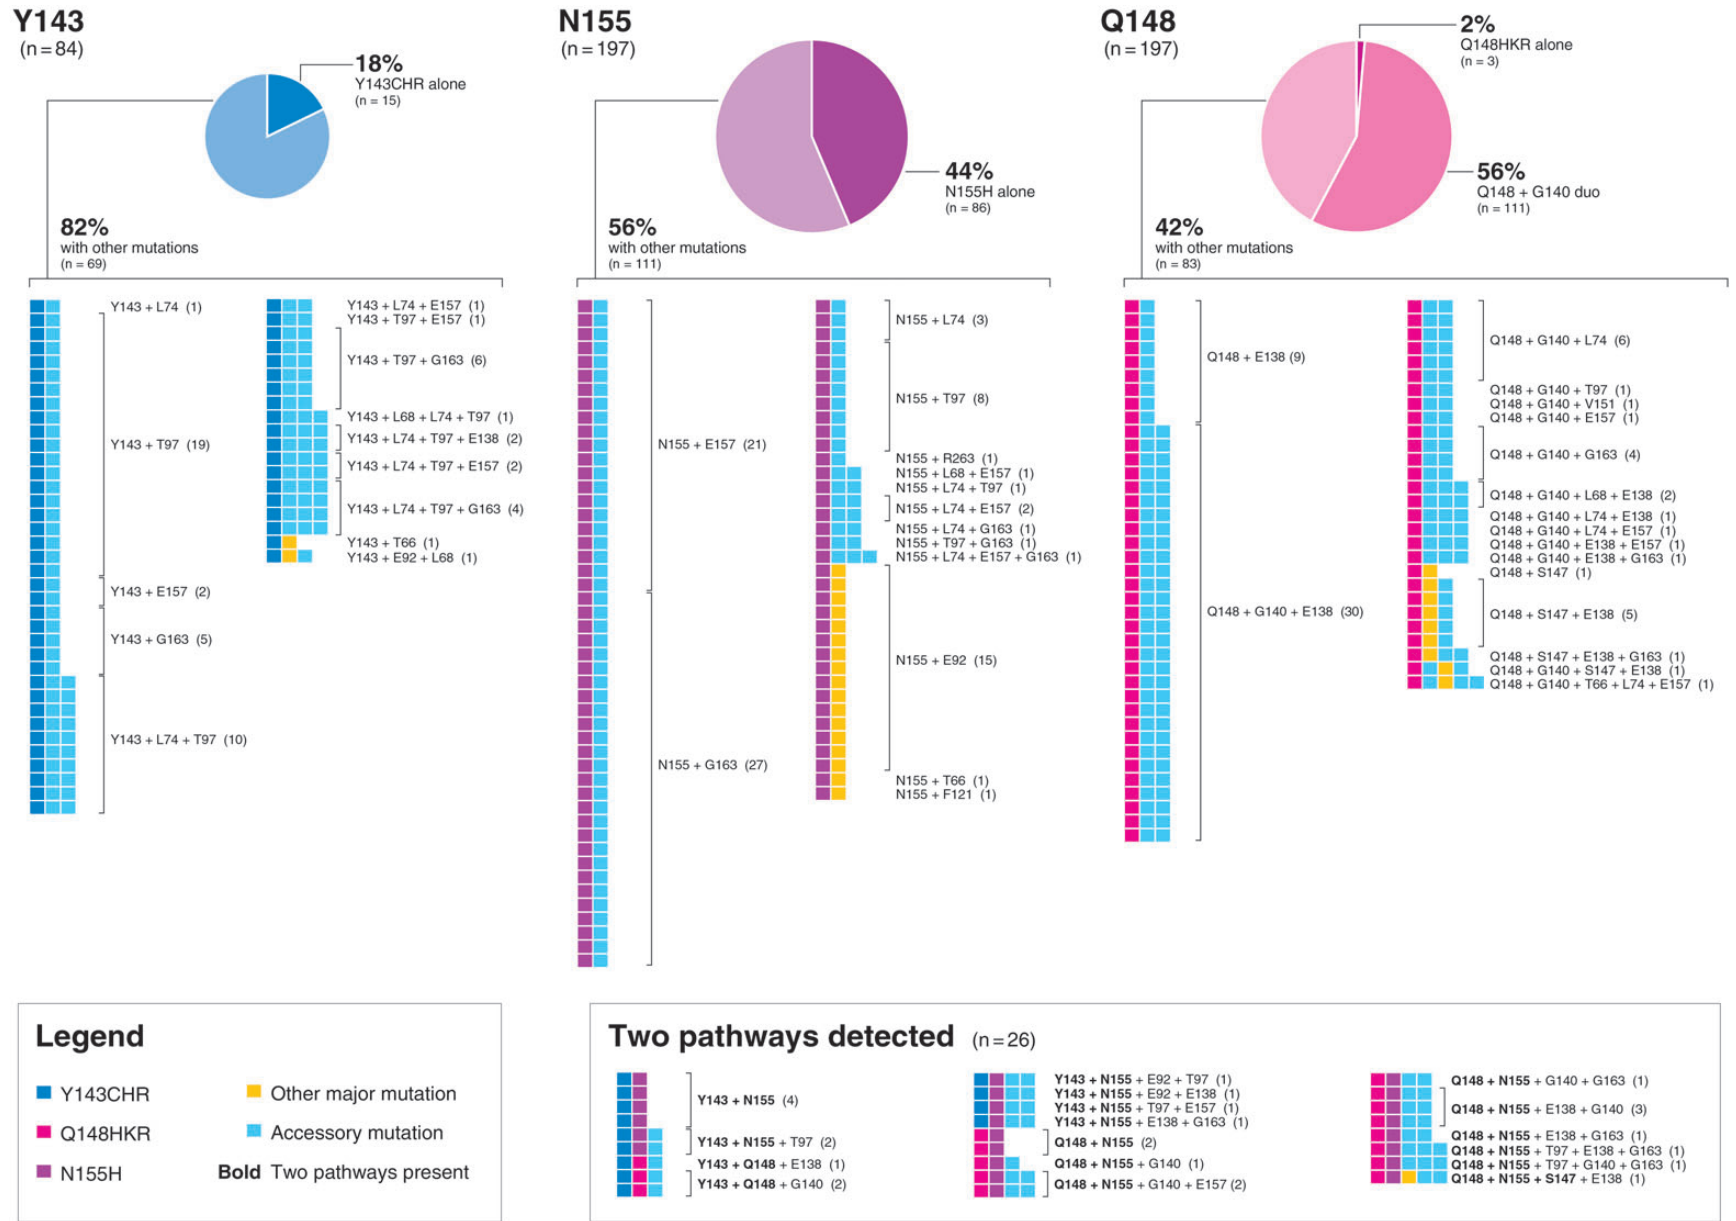 Y143
(n = 84)
18%
Y143CHR alone
(n = 15)
82%
with other mutations
(n = 69)
Y143 + L74 (1)
Y143 + T97 (19)
Y143 + E157 (2)
Y143 + G163 (5)
Y143 + L74 + T97 (10)
Y143 + L74 + E157 (1)
Y143 + T97 + E157 (1)
Y143 + T97 + G163 (6)
Y143 + L68 + L74 + T97 (1)
Y143 + L74 + T97 + E138 (2)
Y143 + L74 + T97 + E157 (2)
Y143 + L74 + T97 + G163 (4)
Y143 + T66 (1)
Y143 + E92 + L68 (1)
N155
(n = 197)
44%
N155H alone
(n = 86)
56%
with other mutations
(n = 111)
N155 + E157 (21)
N155 + G163 (27)
N155 + L74 (3)
N155 + T97 (8)
N155 + R263 (1)
N155 + L68 + E157 (1)
N155 + L74 + T97 (1)
N155 + L74 + E157 (2)
N155 + L74 + G163 (1)
N155 + T97 + G163 (1)
N155 + L74 + E157 + G163 (1)
N155 + E92 (15)
N155 + T66 (1)
N155 + F121 (1)
Q148
(n = 197)
2%
Q148HKR alone
(n = 3)
56%
Q148 + G140 duo
(n = 111)
42%
with other mutations
(n = 83)
Q148 + E138 (9)
Q148 + G140 + E138 (30)
Q148 + G140 + L74 (6)
Q148 + G140 + T97 (1)
Q148 + G140 + V151 (1)
Q148 + G140 + E157 (1)
Q148 + G140 + G163 (4)
Q148 + G140 + L68 + E138 (2)
Q148 + G140 + L74 + E138 (1)
Q148 + G140 + L74 + E157 (1)
Q148 + G140 + E138 + E157 (1)
Q148 + G140 + E138 + G163 (1)
Q148 + S147 (1)
Q148 + S147 + E138 (5)
Q148 + S147 + E138 + G163 (1)
Q148 + G140 + S147 + E138 (1)
Q148 + G140 + T66 + L74 + E157 (1)
Legend
Y143CHR
Q148HKR
N155H
Other major mutation
Accessory mutation
Bold Two pathways present
Two pathways detected (n = 26)
Y143 + N155 (4)
Y143 + N155 + T97 (2)
Y143 + Q148 + E138 (1)
Y143 + Q148 + G140 (2)
Y143 + N155 + E92 + T97 (1)
Y143 + N155 + E92 + E138 (1)
Y143 + N155 + T97 + E157 (1)
Y143 + N155 + E138 + G163 (1)
Q148 + N155 (2)
Q148 + N155 + G140 (1)
Q148 + N155 + G140 + E157 (2)
Q148 + N155 + G140 + G163 (1)
Q148 + N155 + E138 + G140 (3)
Q148 + N155 + E138 + G163 (1)
Q148 + N155 + T97 + E138 + G163 (1)
Q148 + N155 + T97 + G140 + G163 (1)
Q148 + N155 + S147 + E138 (1)